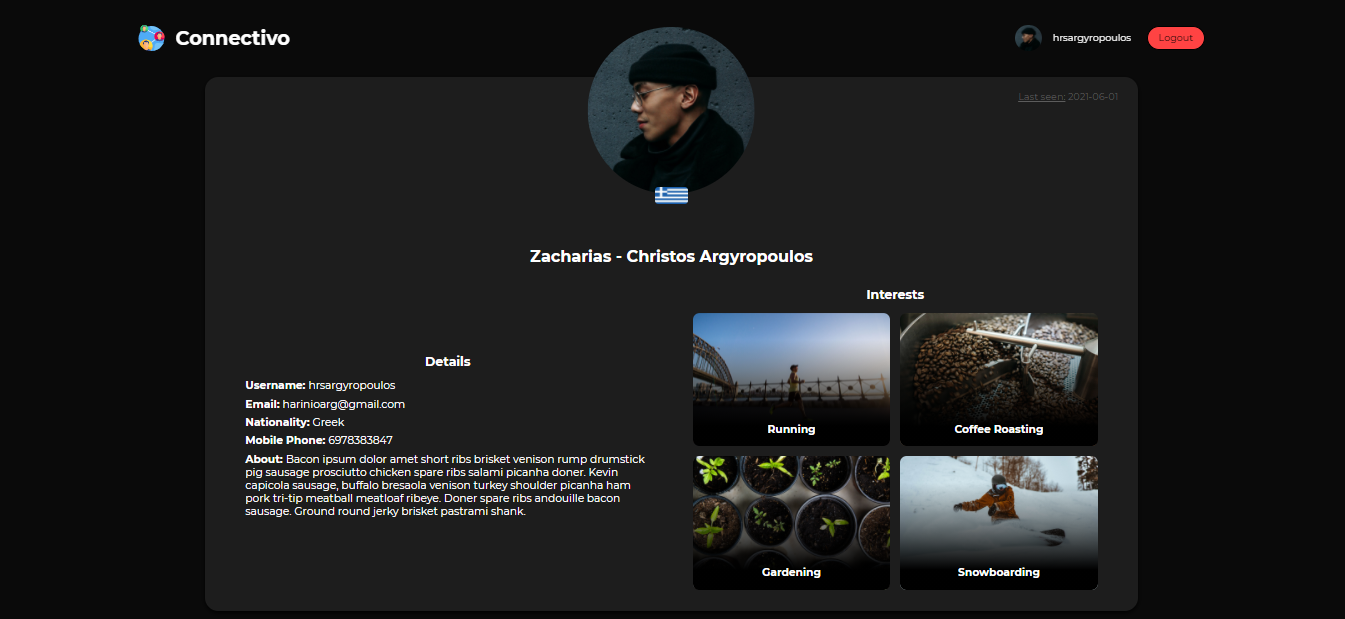 Connectivo
hrsargyropoulos
Logout
Last seen: 2021-06-01
Zacharias - Christos Argyropoulos
Details
Username: hrsargyropoulos
Email: harinioarg@gmail.com
Nationality: Greek
Mobile Phone: 6978383847
About: Bacon ipsum dolor amet short ribs brisket venison rump drumstick
pig sausage prosciutto chicken spare ribs salami picanha doner. Kevin
capicola sausage, buffalo bresaola venison turkey shoulder picanha ham
pork tri-tip meatball meatloaf ribeye. Doner spare ribs andouille bacon
sausage. Ground round jerky brisket pastrami shank.
Interests
Running
Coffee Roasting
Gardening
Snowboarding